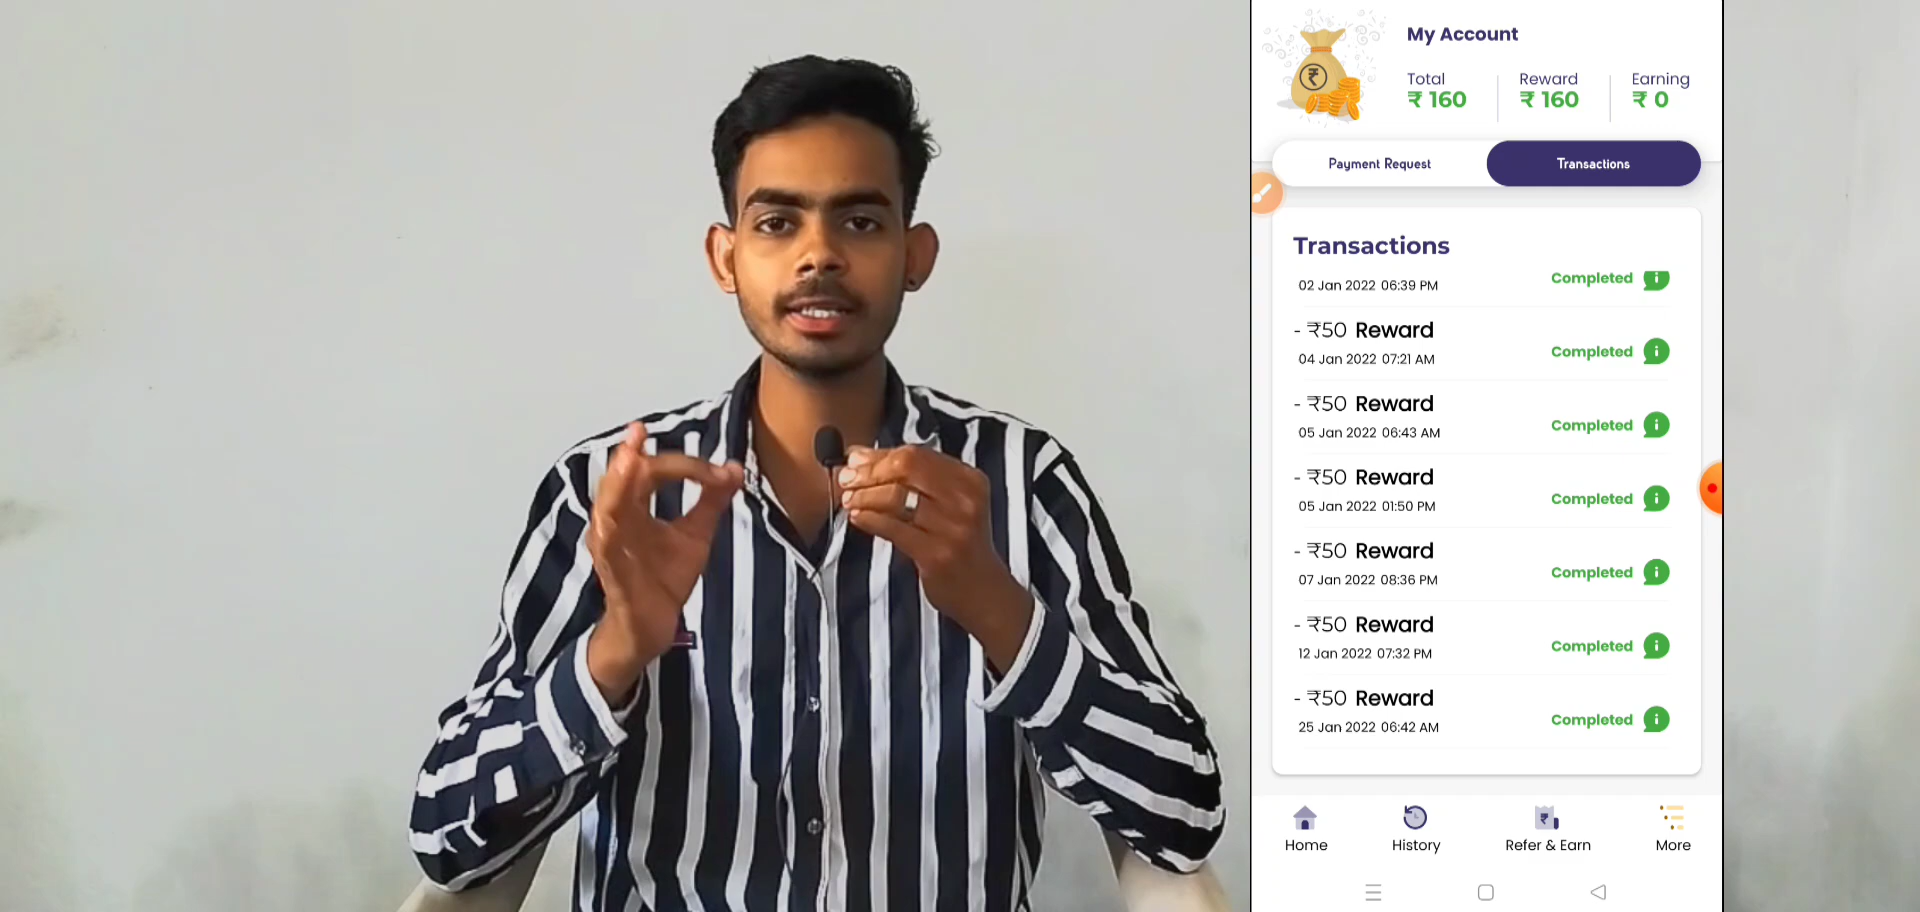 My Account
Total Reward Earning
₹ 160 ₹ 160 ₹ 0
Payment Request Transactions
Transactions
Completed
02 Jan 2022 06:39 PM
- ₹50 Reward
Completed
04 Jan 2022 07:21 AM
- ₹50 Reward
Completed
05 Jan 2022 06:43 AM
- ₹50 Reward
Completed
05 Jan 2022 01:50 PM
- ₹50 Reward
Completed
07 Jan 2022 08:36 PM
- ₹50 Reward
Completed
12 Jan 2022 07:32 PM
- ₹50 Reward
Completed
25 Jan 2022 06:42 AM
Home History Refer & Earn More